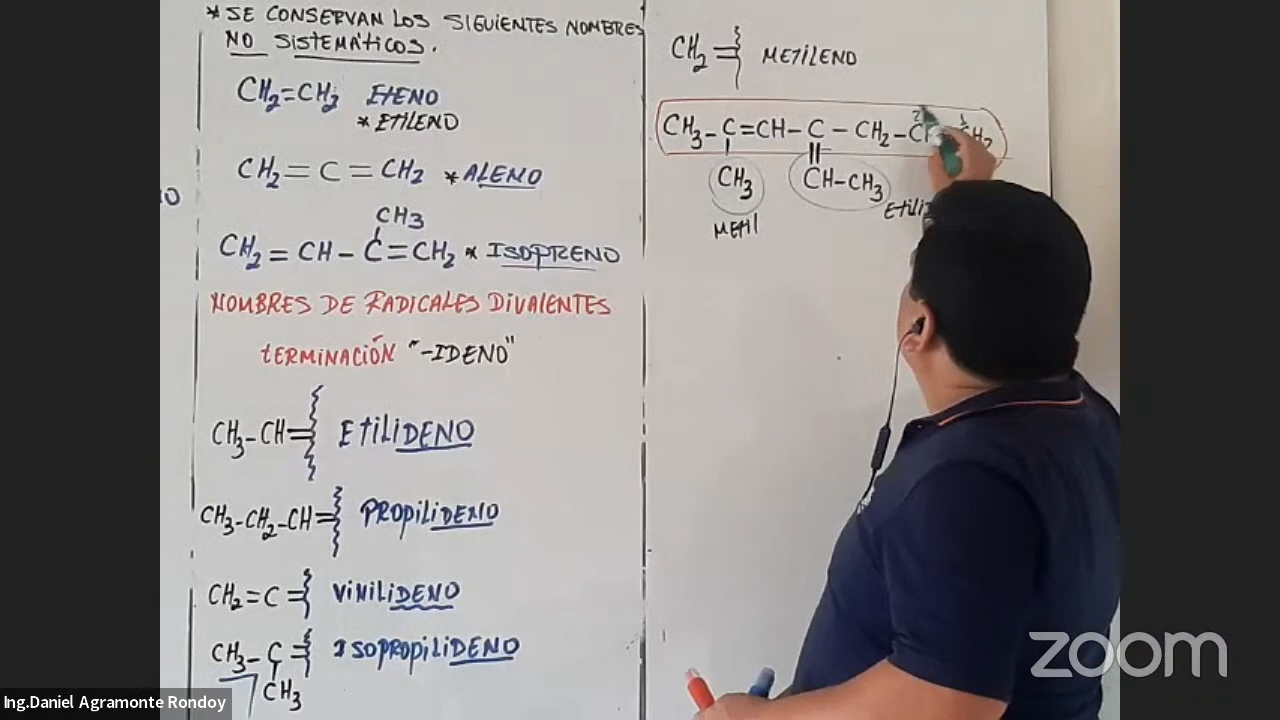 * SE CONSERVAN LOS SIGUIENTES NOMBRES
NO SISTEMÁTICOS.
CH2=CH2 ETENO
* ETILENO
CH2=C=CH2 * ALENO
CH3
CH2=CH-C=CH2 * ISOPRENO
NOMBRES DE RADICALES DIVALENTES
TERMINACIÓN "-IDENO"
CH3-CH= ETILIDENO
CH3-CH2-CH= PROPILIDENO
CH2=C= VINILIDENO
CH3-C= ISOPROPILIDENO
CH3
CH2= METILENO
2 1
CH3-C=CH-C-CH2-
CH3 CH-CH3
METIL
zoom
Ing.Daniel Agramonte Rondoy